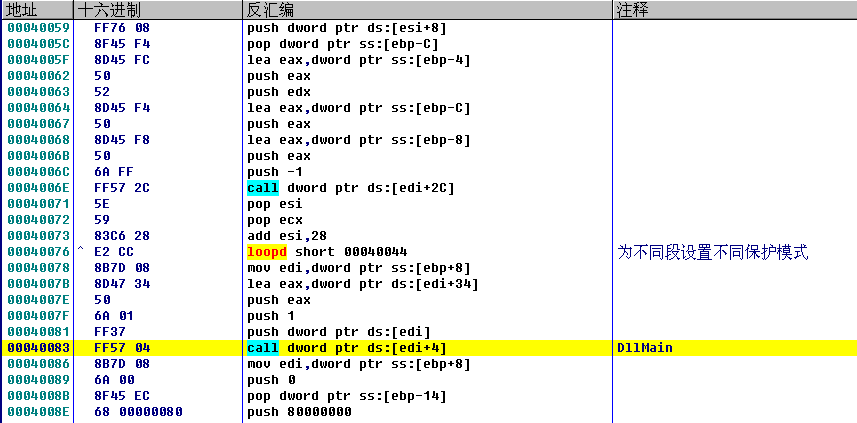 地址 十六进制 反汇编 注释
00040059 FF76 08 push dword ptr ds:[esi+8]
0004005C 8F45 F4 pop dword ptr ss:[ebp-C]
0004005F 8D45 FC lea eax,dword ptr ss:[ebp-4]
00040062 50 push eax
00040063 52 push edx
00040064 8D45 F4 lea eax,dword ptr ss:[ebp-C]
00040067 50 push eax
00040068 8D45 F8 lea eax,dword ptr ss:[ebp-8]
0004006B 50 push eax
0004006C 6A FF push -1
0004006E FF57 2C call dword ptr ds:[edi+2C]
00040071 5E pop esi
00040072 59 pop ecx
00040073 83C6 28 add esi,28
00040076 ^ E2 CC loopd short 00040044 为不同段设置不同保护模式
00040078 8B7D 08 mov edi,dword ptr ss:[ebp+8]
0004007B 8D47 34 lea eax,dword ptr ds:[edi+34]
0004007E 50 push eax
0004007F 6A 01 push 1
00040081 FF37 push dword ptr ds:[edi]
00040083 FF57 04 call dword ptr ds:[edi+4] DllMain
00040086 8B7D 08 mov edi,dword ptr ss:[ebp+8]
00040089 6A 00 push 0
0004008B 8F45 EC pop dword ptr ss:[ebp-14]
0004008E 68 00000080 push 80000000